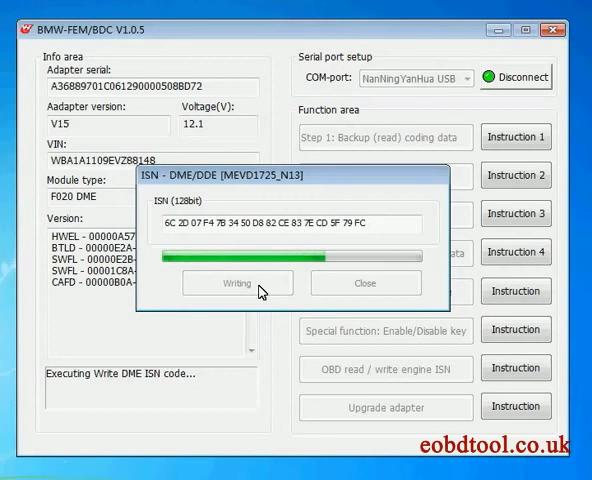 BMW-FEM/BDC V1.0.5
Info area
Adapter serial:
A36889701C061290000508BD72
Aadapter version:
Voltage(V):
V15
12.1
VIN:
WBA1A1109EVZ88148
Module type:
F020 DME
Version:
HWEL - 00000A57
BTLD - 00000E2A-
SWFL - 00000E2B-
SWFL - 00001C8A-
CAFD - 00000B0A-
Executing Write DME ISN code...
Serial port setup
COM-port:
NanNingYanHua USB
Disconnect
Function area
Step 1: Backup (read) coding data
Instruction 1
Instruction 2
Instruction 3
ata
Instruction 4
Instruction
Special function: Enable/Disable key
Instruction
OBD read / write engine ISN
Instruction
Upgrade adapter
Instruction
ISN - DME/DDE [MEVD1725_N13]
ISN (128bit)
6C 2D 07 F4 7B 34 50 D8 82 CE 83 7E CD 5F 79 FC
Writing
Close
eobdtool.co.uk